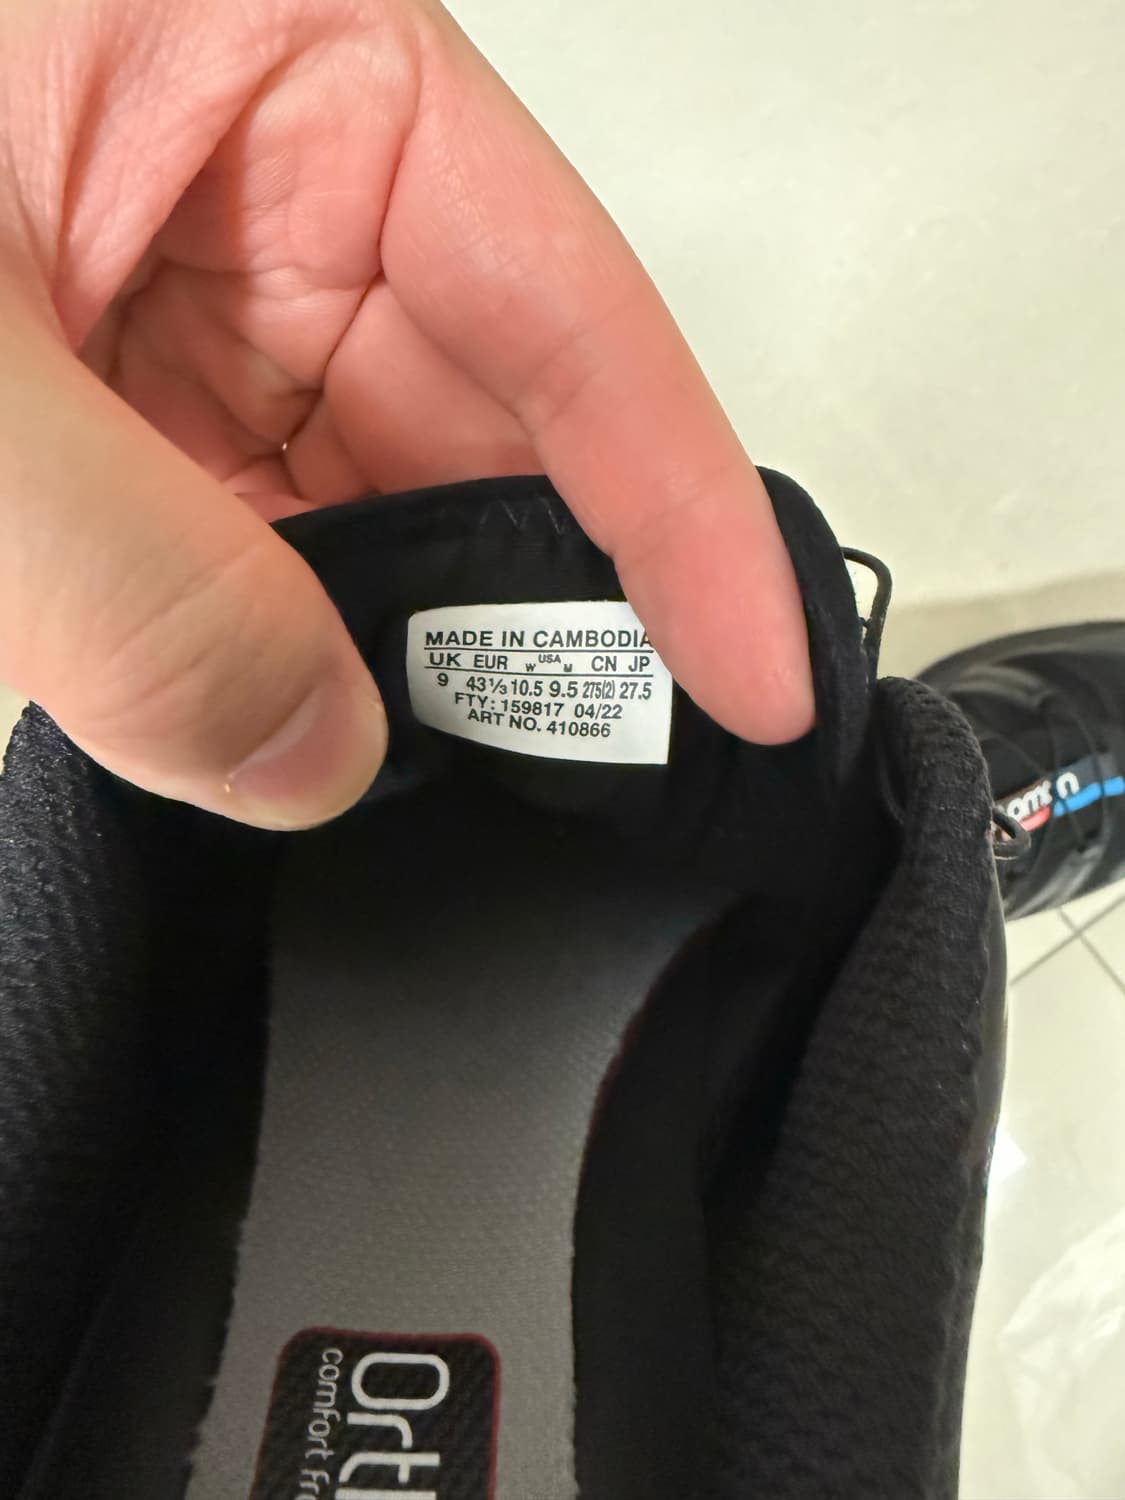 MADE IN CAMBODIA
UK EUR W USA M CN JP
9 43⅓ 10.5 9.5 275(2) 27.5
FTY: 159817 04/22
ART NO. 410866
comfort